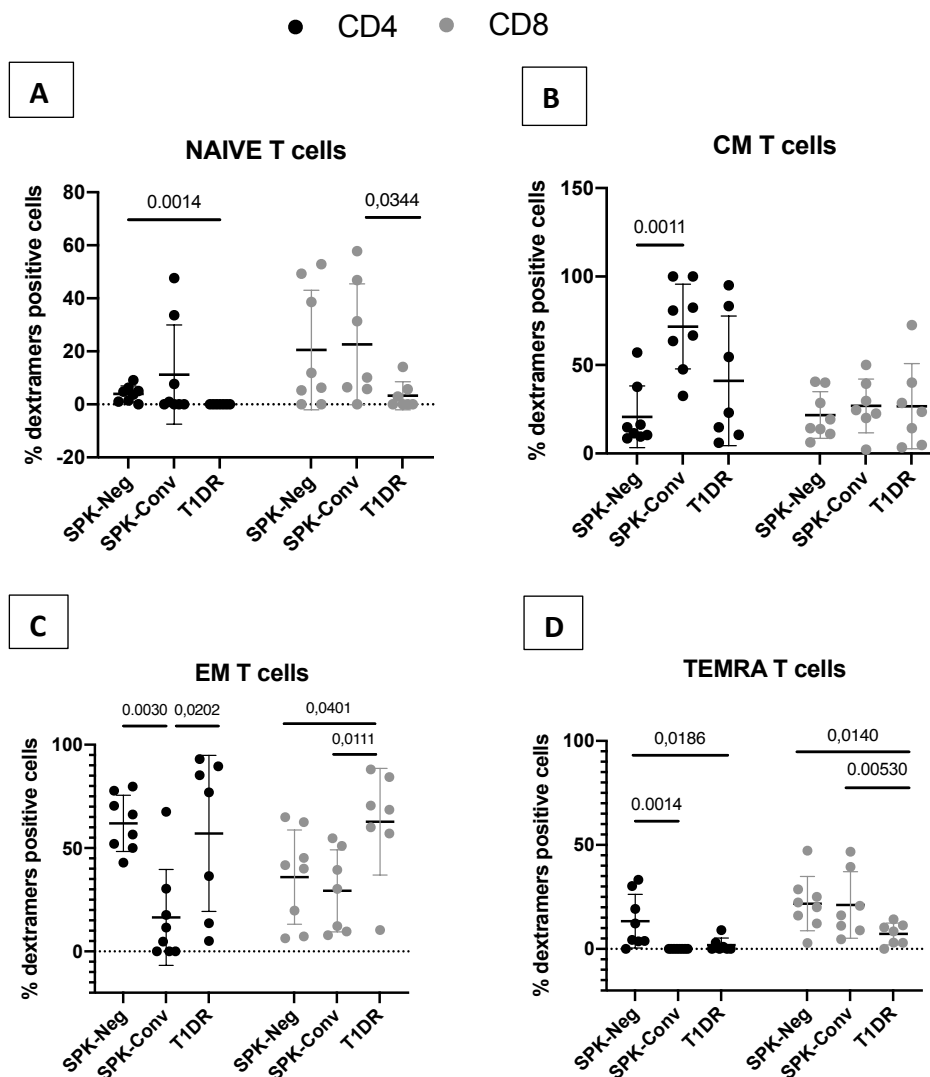 CD4 CD8
A
NAIVE T cells
0.0014
0,0344
% dextramers positive cells
80
60
40
20
0
-20
SPK-Neg
SPK-Conv
T1DR
SPK-Neg
SPK-Conv
T1DR
B
CM T cells
0.0011
% dextramers positive cells
150
100
50
0
SPK-Neg
SPK-Conv
T1DR
SPK-Neg
SPK-Conv
T1DR
C
EM T cells
0.0030
0,0202
0,0401
0,0111
% dextramers positive cells
100
50
0
SPK-Neg
SPK-Conv
T1DR
SPK-Neg
SPK-Conv
T1DR
D
TEMRA T cells
0,0186
0.0014
0,0140
0.00530
% dextramers positive cells
100
50
0
SPK-Neg
SPK-Conv
T1DR
SPK-Neg
SPK-Conv
T1DR